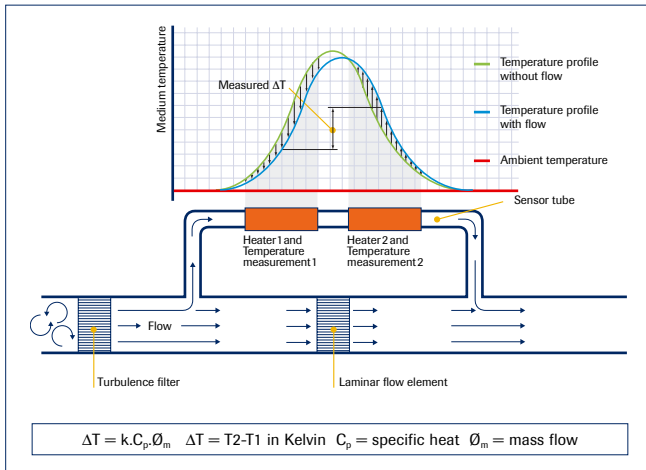 Medium temperature
Measured ΔT
Temperature profile
without flow
Temperature profile
with flow
Ambient temperature
Sensor tube
Heater 1 and
Temperature
measurement 1
Heater 2 and
Temperature
measurement 2
Flow
Turbulence filter
Laminar flow element
ΔT = k.Cₚ.Øₘ ΔT = T2-T1 in Kelvin Cₚ = specific heat Øₘ = mass flow